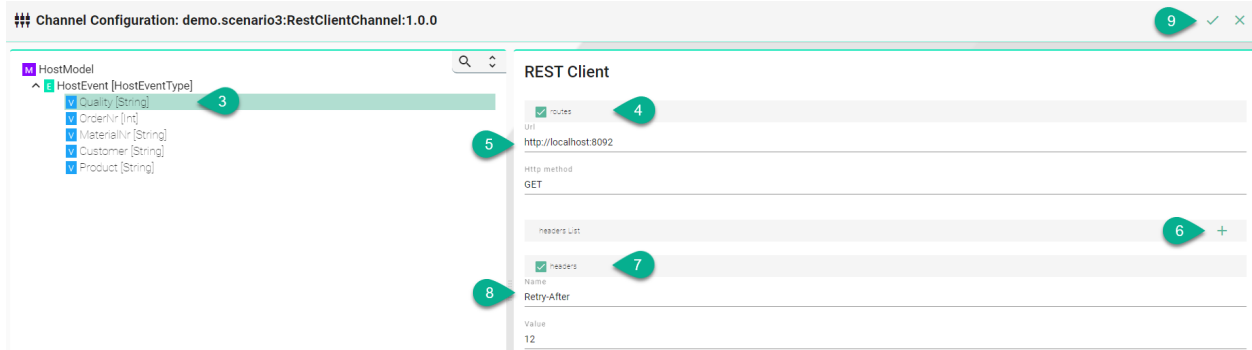 Channel Configuration: demo.scenario3:RestClientChannel:1.0.0
9
M HostModel
E HostEvent [HostEventType]
V Quality [String]
3
V OrderNr [Int]
V MaterialNr [String]
V Customer [String]
V Product [String]
REST Client
routes
4
Url
5
http://localhost:8092
Http method
GET
headers List
6
+
headers
7
Name
8
Retry-After
Value
12